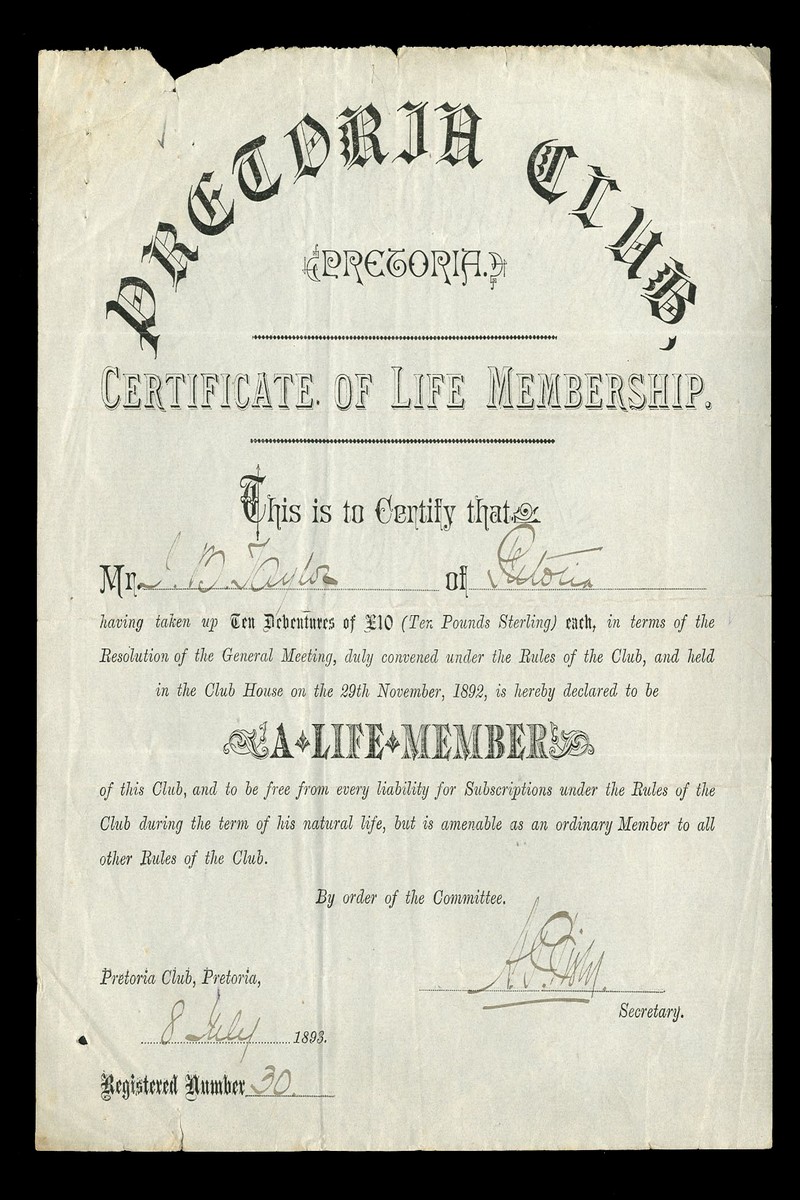 PRETORIA CLUB,
PRETORIA.
CERTIFICATE. OF LIFE MEMBERSHIP.
This is to Certify that
Mr. J. B. Taylor of Pretoria
having taken up Ten Debentures of £10 (Ten Pounds Sterling) each, in terms of the
Resolution of the General Meeting, duly convened under the Rules of the Club, and held
in the Club House on the 29th November, 1892, is hereby declared to be
A LIFE MEMBER
of this Club, and to be free from every liability for Subscriptions under the Rules of the
Club during the term of his natural life, but is amenable as an ordinary Member to all
other Rules of the Club.
By order of the Committee.
Pretoria Club, Pretoria,
Secretary.
8 July 1893.
Registered Number 30.